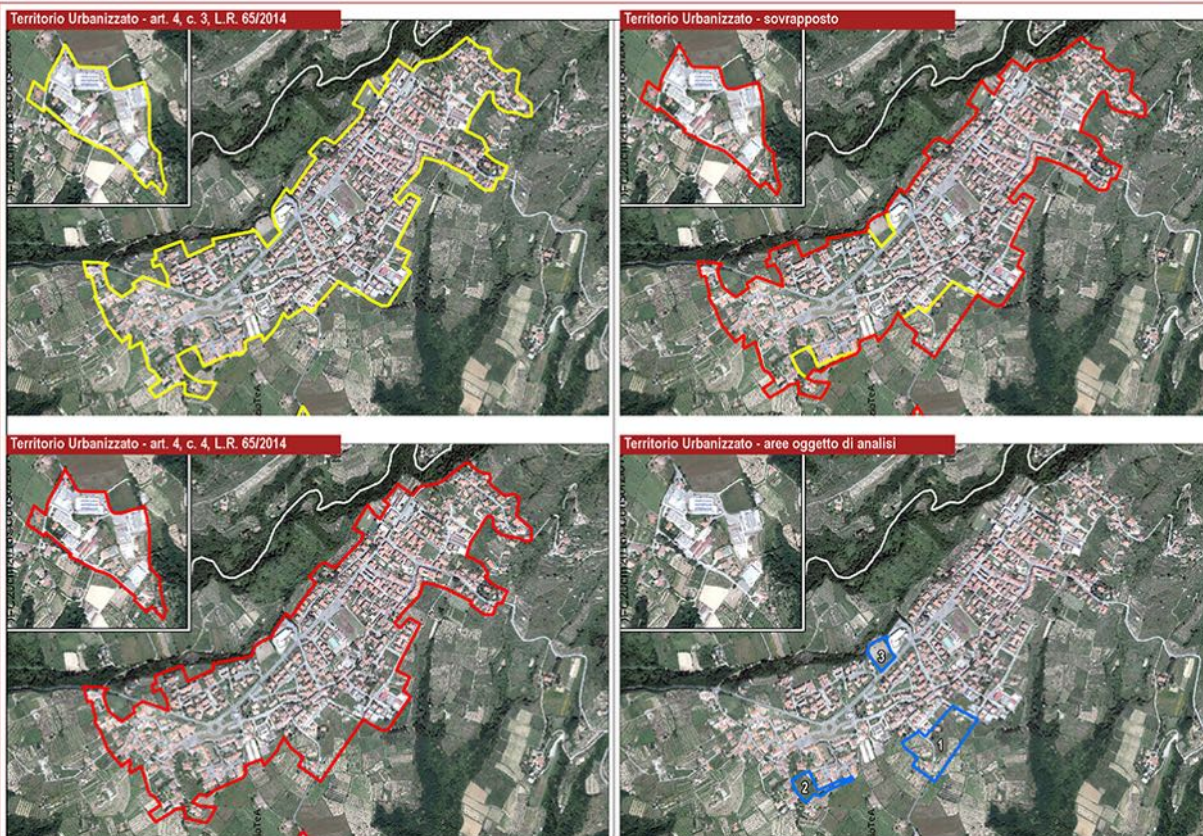 Territorio Urbanizzato - art. 4, c. 3, L.R. 65/2014
Territorio Urbanizzato - sovrapposto
Territorio Urbanizzato - art. 4, c. 4, L.R. 65/2014
Territorio Urbanizzato - aree oggetto di analisi
3
1
2